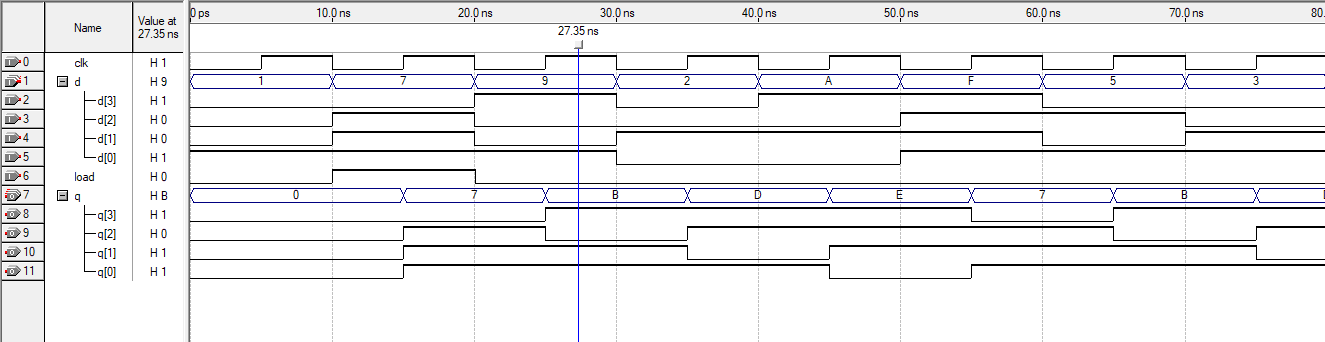 Name
Value at
27.35 ns
0 ps
10.0 ns
20.0 ns
30.0 ns
40.0 ns
50.0 ns
60.0 ns
70.0 ns
80.
27.35 ns
0 clk H 1
1 d H 9 1 7 9 2 A F 5 3
2 d[3] H 1
3 d[2] H 0
4 d[1] H 0
5 d[0] H 1
6 load H 0
7 q H B 0 7 B D E 7 B
8 q[3] H 1
9 q[2] H 0
10 q[1] H 1
11 q[0] H 1